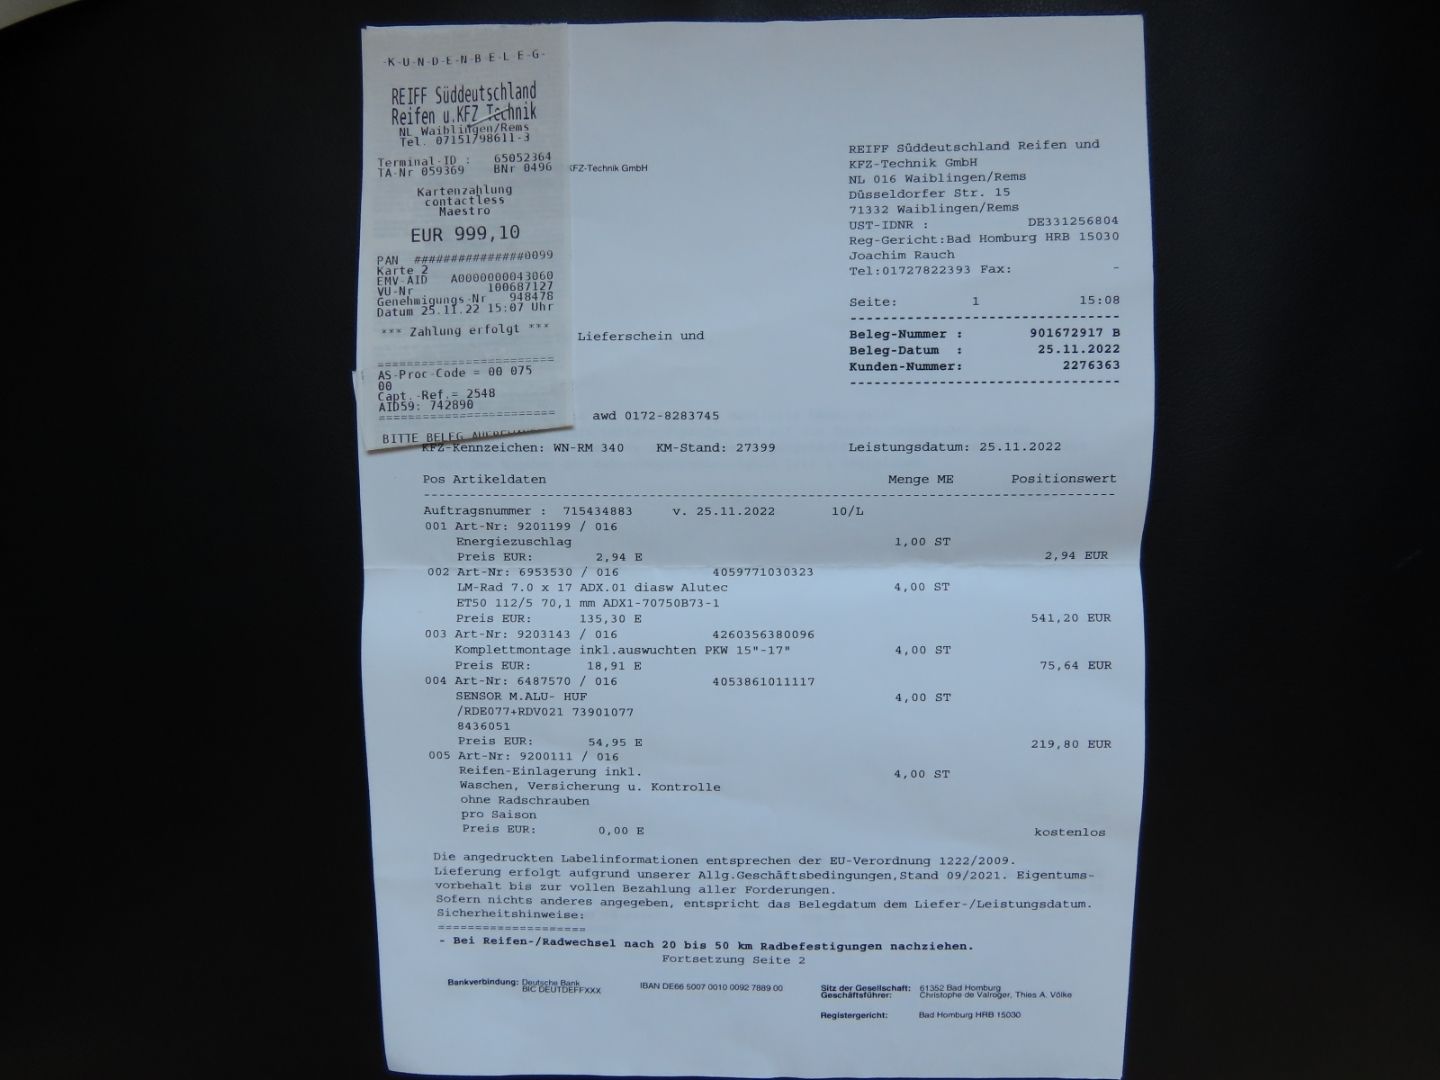 -K-U-N-D-E-N-B-E-L-E-G-
REIFF Süddeutschland
Reifen u.KFZ Technik
NL Waiblingen/Rems
Tel. 07151/98611-3
Terminal-ID : 65052364
TA-Nr 059369 BNr 0496
Kartenzahlung
contactless
Maestro
EUR 999,10
PAN ###############0099
Karte 2
EMV-AID A0000000043060
VU-Nr 100687127
Genehmigungs-Nr 948478
Datum 25.11.22 15:07 Uhr
*** Zahlung erfolgt ***
=======================
AS-Proc-Code = 00 075
00
Capt.-Ref.= 2548
AID59: 742890
=======================
BITTE BELEG
KFZ-Technik GmbH
REIFF Süddeutschland Reifen und
KFZ-Technik GmbH
NL 016 Waiblingen/Rems
Düsseldorfer Str. 15
71332 Waiblingen/Rems
UST-IDNR : DE331256804
Reg-Gericht:Bad Homburg HRB 15030
Joachim Rauch
Tel:01727822393 Fax: -
Seite: 1 15:08
----------------------------------
Lieferschein und
Beleg-Nummer : 901672917 B
Beleg-Datum : 25.11.2022
Kunden-Nummer: 2276363
----------------------------------
awd 0172-8283745
KFZ-Kennzeichen: WN-RM 340 KM-Stand: 27399 Leistungsdatum: 25.11.2022
Pos Artikeldaten Menge ME Positionswert
--------------------------------------------------------------------------------
Auftragsnummer : 715434883 v. 25.11.2022 10/L
001 Art-Nr: 9201199 / 016
Energiezuschlag 1,00 ST
Preis EUR: 2,94 E 2,94 EUR
002 Art-Nr: 6953530 / 016 4059771030323
LM-Rad 7.0 x 17 ADX.01 diasw Alutec 4,00 ST
ET50 112/5 70,1 mm ADX1-70750B73-1
Preis EUR: 135,30 E 541,20 EUR
003 Art-Nr: 9203143 / 016 4260356380096
Komplettmontage inkl.auswuchten PKW 15"-17" 4,00 ST
Preis EUR: 18,91 E 75,64 EUR
004 Art-Nr: 6487570 / 016 4053861011117
SENSOR M.ALU- HUF 4,00 ST
/RDE077+RDV021 73901077
8436051
Preis EUR: 54,95 E 219,80 EUR
005 Art-Nr: 9200111 / 016
Reifen-Einlagerung inkl. 4,00 ST
Waschen, Versicherung u. Kontrolle
ohne Radschrauben
pro Saison
Preis EUR: 0,00 E kostenlos
Die angedruckten Labelinformationen entsprechen der EU-Verordnung 1222/2009.
Lieferung erfolgt aufgrund unserer Allg.Geschäftsbedingungen,Stand 09/2021. Eigentums-
vorbehalt bis zur vollen Bezahlung aller Forderungen.
Sofern nichts anderes angegeben, entspricht das Belegdatum dem Liefer-/Leistungsdatum.
Sicherheitshinweise:
====================
- Bei Reifen-/Radwechsel nach 20 bis 50 km Radbefestigungen nachziehen.
Fortsetzung Seite 2
Bankverbindung: Deutsche Bank IBAN DE66 5007 0010 0092 7889 00 Sitz der Gesellschaft: 61352 Bad Homburg
BIC DEUTDEFFXXX Geschäftsführer: Christophe de Valroger, Thies A. Völke
Registergericht: Bad Homburg HRB 15030